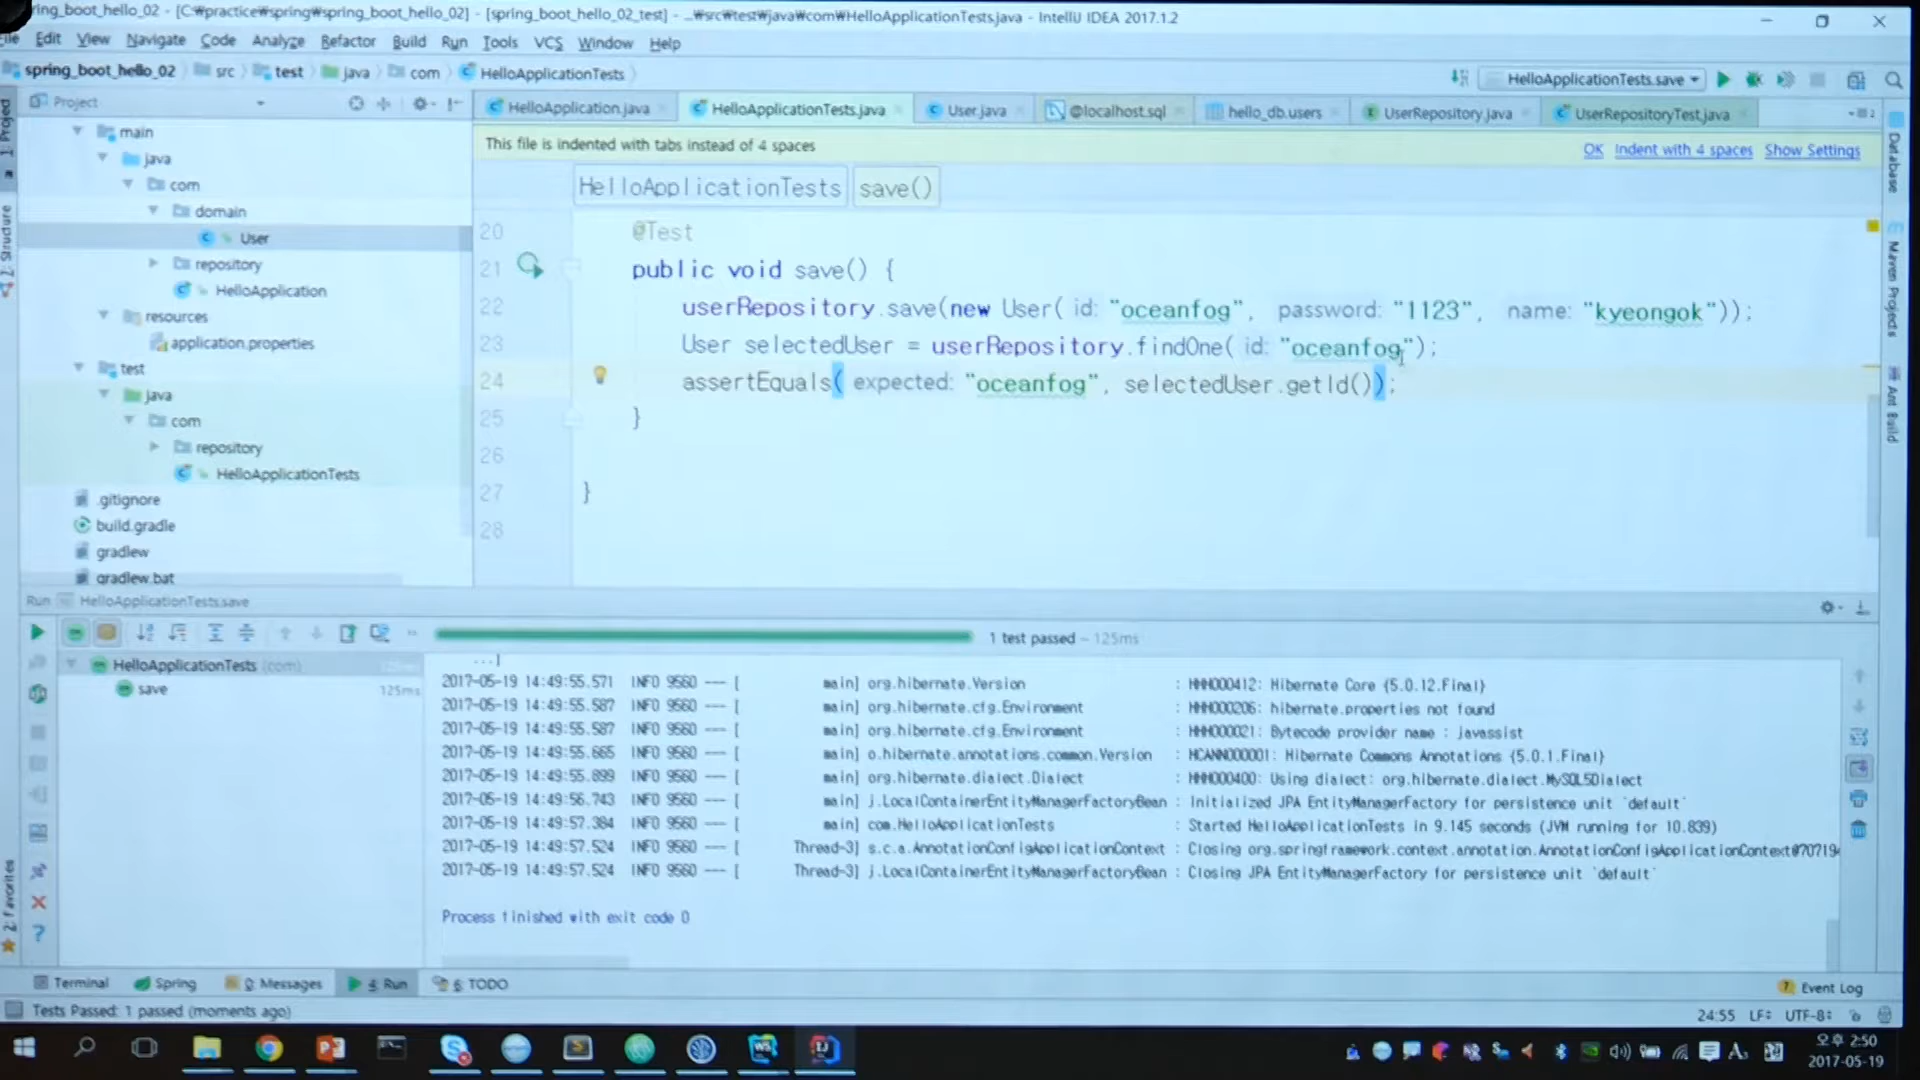 ring_boot_hello_02 - [C:₩practice₩spring₩spring_boot_hello_02] - [spring_boot_hello_02_test] - ...₩src₩test₩java₩com₩HelloApplicationTests.java - IntelliJ IDEA 2017.1.2
ile Edit View Navigate Code Analyze Refactor Build Run Tools VCS Window Help
spring_boot_hello_02 src test java com HelloApplicationTests
HelloApplicationTests.save
Project
HelloApplication.java HelloApplicationTests.java User.java @localhost.sql hello_db.users UserRepository.java UserRepositoryTest.java
This file is indented with tabs instead of 4 spaces
OK Indent with 4 spaces Show Settings
HelloApplicationTests save()
1: Project
2: Structure
2: Favorites
main
java
com
domain
User
repository
HelloApplication
resources
application.properties
test
java
com
repository
HelloApplicationTests
.gitignore
build.gradle
gradlew
gradlew.bat
20 @Test
21 public void save() {
22 userRepository.save(new User( id: "oceanfog", password: "1123", name: "kyeongok"));
23 User selectedUser = userRepository.findOne( id: "oceanfog");
24 assertEquals( expected: "oceanfog", selectedUser.getId());
25 }
26
27 }
28
Database
Maven Projects
Ant Build
Run HelloApplicationTests.save
1 test passed – 125ms
HelloApplicationTests (com)
save 125ms
...]
2017-05-19 14:49:55.571 INFO 9560 --- [ main] org.hibernate.Version : HHH000412: Hibernate Core {5.0.12.Final}
2017-05-19 14:49:55.587 INFO 9560 --- [ main] org.hibernate.cfg.Environment : HHH000206: hibernate.properties not found
2017-05-19 14:49:55.587 INFO 9560 --- [ main] org.hibernate.cfg.Environment : HHH000021: Bytecode provider name : javassist
2017-05-19 14:49:55.665 INFO 9560 --- [ main] o.hibernate.annotations.common.Version : HCANN000001: Hibernate Commons Annotations {5.0.1.Final}
2017-05-19 14:49:55.899 INFO 9560 --- [ main] org.hibernate.dialect.Dialect : HHH000400: Using dialect: org.hibernate.dialect.MySQL5Dialect
2017-05-19 14:49:56.743 INFO 9560 --- [ main] j.LocalContainerEntityManagerFactoryBean : Initialized JPA EntityManagerFactory for persistence unit 'default'
2017-05-19 14:49:57.384 INFO 9560 --- [ main] com.HelloApplicationTests : Started HelloApplicationTests in 9.145 seconds (JVM running for 10.839)
2017-05-19 14:49:57.524 INFO 9560 --- [ Thread-3] s.c.a.AnnotationConfigApplicationContext : Closing org.springframework.context.annotation.AnnotationConfigApplicationContext@70719
2017-05-19 14:49:57.524 INFO 9560 --- [ Thread-3] j.LocalContainerEntityManagerFactoryBean : Closing JPA EntityManagerFactory for persistence unit 'default'
Process finished with exit code 0
Terminal Spring 0: Messages 4: Run 6: TODO
7 Event Log
Tests Passed: 1 passed (moments ago)
24:55 LF÷ UTF-8÷
오후 2:50
2017-05-19